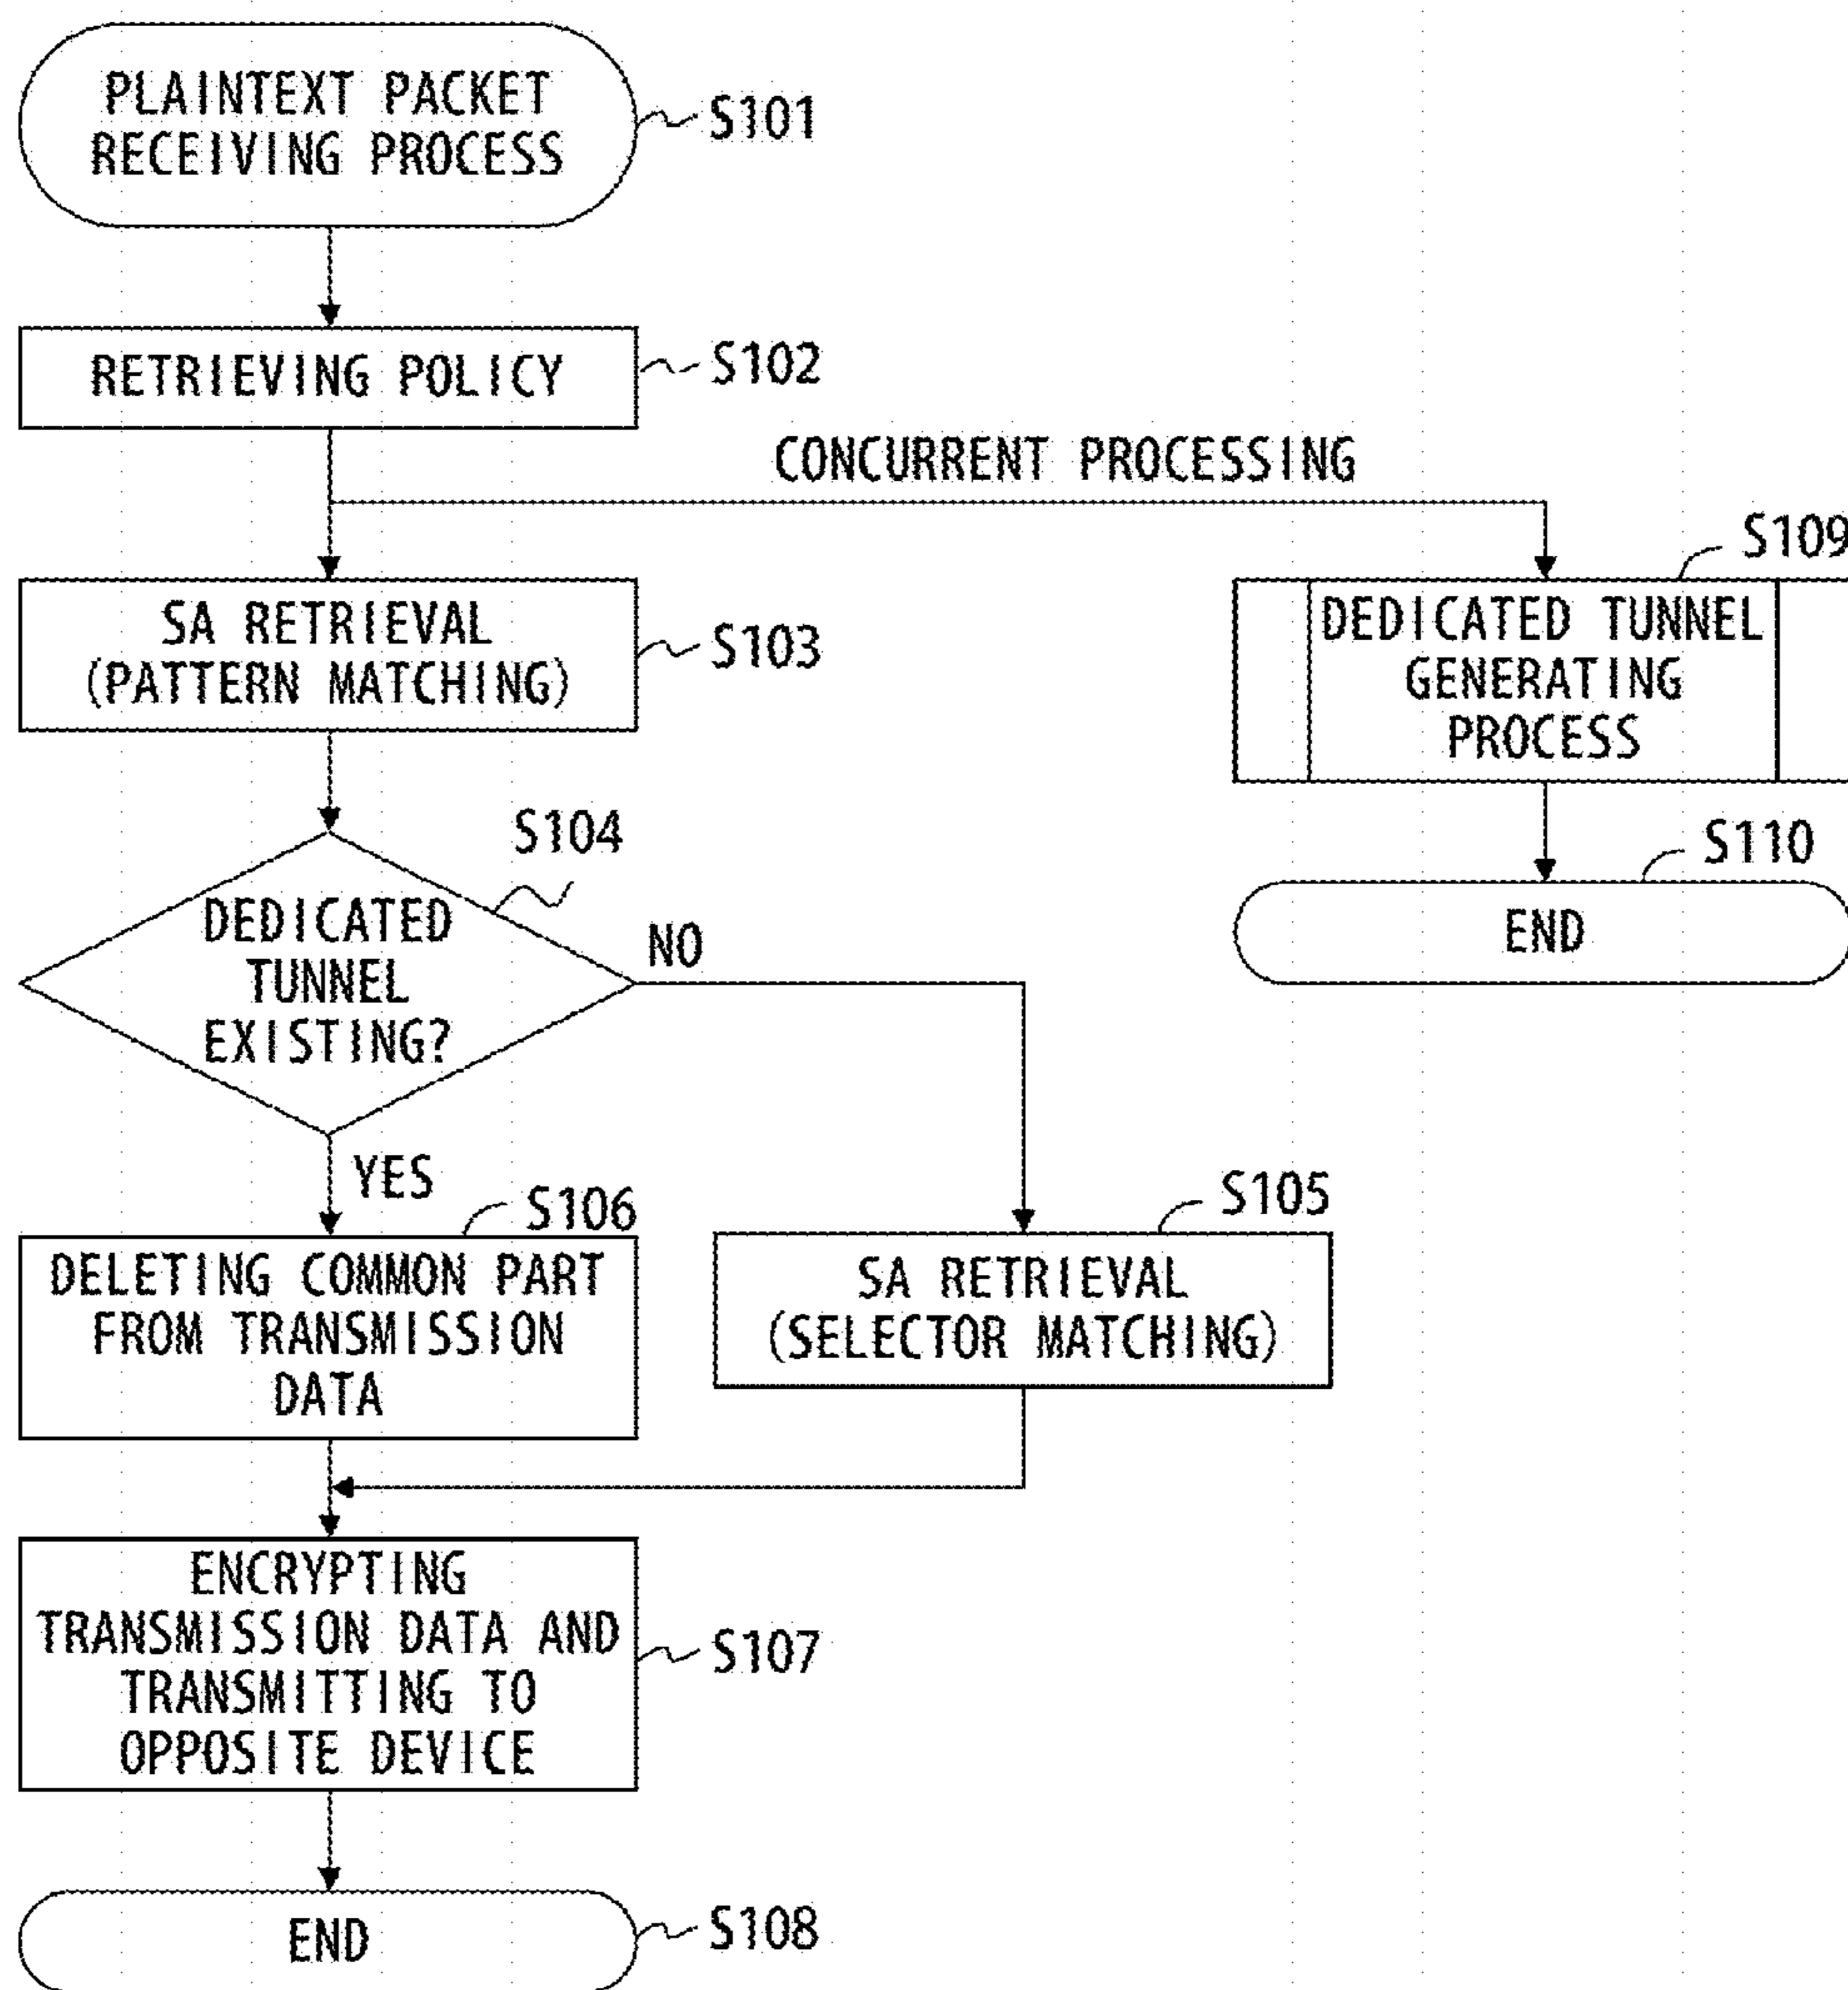 PLAINTEXT PACKET
RECEIVING PROCESS
S101
RETRIEVING POLICY
S102
CONCURRENT PROCESSING
SA RETRIEVAL
(PATTERN MATCHING)
S103
S109
DEDICATED TUNNEL
GENERATING
PROCESS
S104
DEDICATED
TUNNEL
EXISTING?
NO
S110
END
YES
S106
DELETING COMMON PART
FROM TRANSMISSION
DATA
S105
SA RETRIEVAL
(SELECTOR MATCHING)
ENCRYPTING
TRANSMISSION DATA AND
TRANSMITTING TO
OPPOSITE DEVICE
S107
END
S108